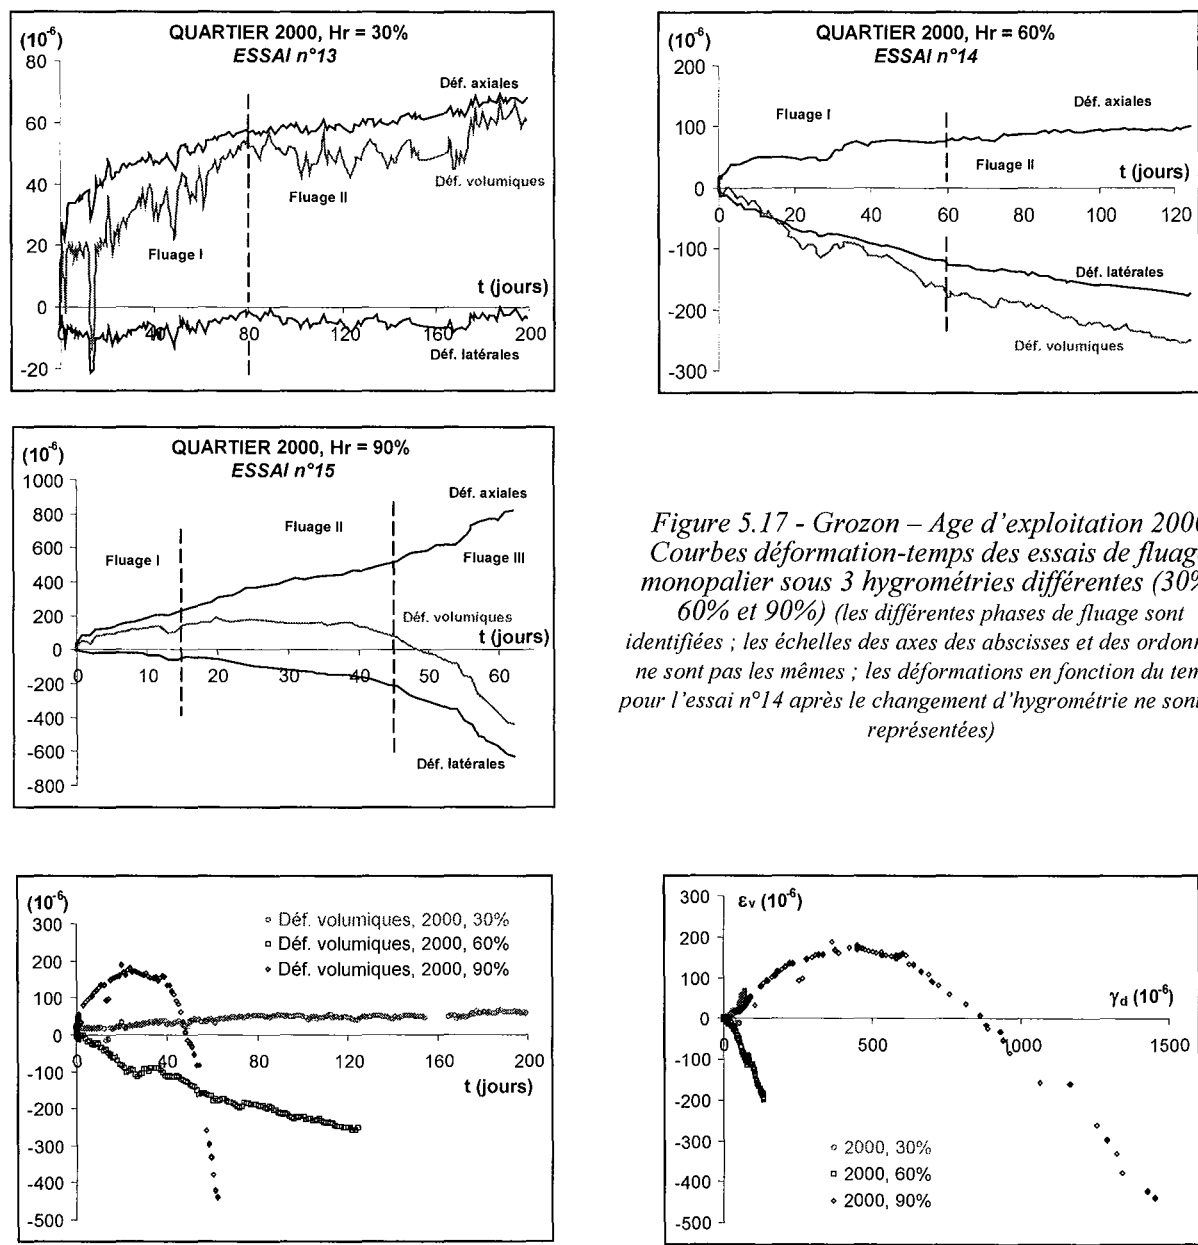 QUARTIER 2000, Hr = 30%
ESSAI n°13
(10⁻⁶)
80
60
40
20
0
-20
0
40
80
120
160
200
Déf. axiales
Déf. volumiques
Fluage I
Fluage II
t (jours)
Déf. latérales
QUARTIER 2000, Hr = 60%
ESSAI n°14
(10⁻⁶)
200
100
0
-100
-200
-300
0
20
40
60
80
100
120
Fluage I
Déf. axiales
Fluage II
t (jours)
Déf. latérales
Déf. volumiques
QUARTIER 2000, Hr = 90%
ESSAI n°15
(10⁻⁶)
1000
800
600
400
200
0
-200
-400
-600
-800
0
10
20
30
40
50
60
Fluage I
Fluage II
Déf. axiales
Fluage III
Déf. volumiques
t (jours)
Déf. latérales
Figure 5.17 - Grozon – Age d'exploitation 2000
Courbes déformation-temps des essais de fluag
monopalier sous 3 hygrométries différentes (30%
60% et 90%) (les différentes phases de fluage sont
identifiées ; les échelles des axes des abscisses et des ordonn
ne sont pas les mêmes ; les déformations en fonction du tem
pour l'essai n°14 après le changement d'hygrométrie ne son
représentées)
(10⁻⁶)
300
200
100
0
-100
-200
-300
-400
-500
0
40
80
120
160
200
Déf. volumiques, 2000, 30%
Déf. volumiques, 2000, 60%
Déf. volumiques, 2000, 90%
t (jours)
εv (10⁻⁶)
300
200
100
0
-100
-200
-300
-400
-500
0
500
1000
1500
γd (10⁻⁶)
2000, 30%
2000, 60%
2000, 90%